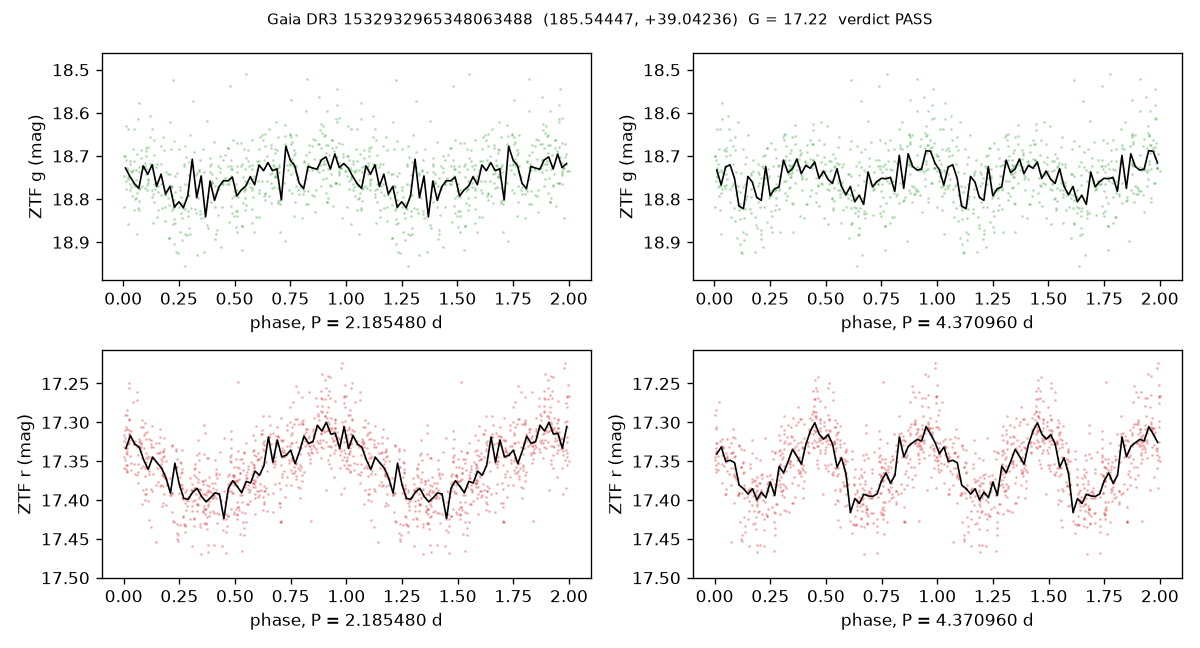 Gaia DR3 1532932965348063488 (185.54447, +39.04236) G = 17.22 verdict PASS
18.5
18.6
18.7
18.8
18.9
ZTF g (mag)
0.00 0.25 0.50 0.75 1.00 1.25 1.50 1.75 2.00
phase, P = 2.185480 d
18.5
18.6
18.7
18.8
18.9
ZTF g (mag)
0.00 0.25 0.50 0.75 1.00 1.25 1.50 1.75 2.00
phase, P = 4.370960 d
17.25
17.30
17.35
17.40
17.45
17.50
ZTF r (mag)
0.00 0.25 0.50 0.75 1.00 1.25 1.50 1.75 2.00
phase, P = 2.185480 d
17.25
17.30
17.35
17.40
17.45
17.50
ZTF r (mag)
0.00 0.25 0.50 0.75 1.00 1.25 1.50 1.75 2.00
phase, P = 4.370960 d